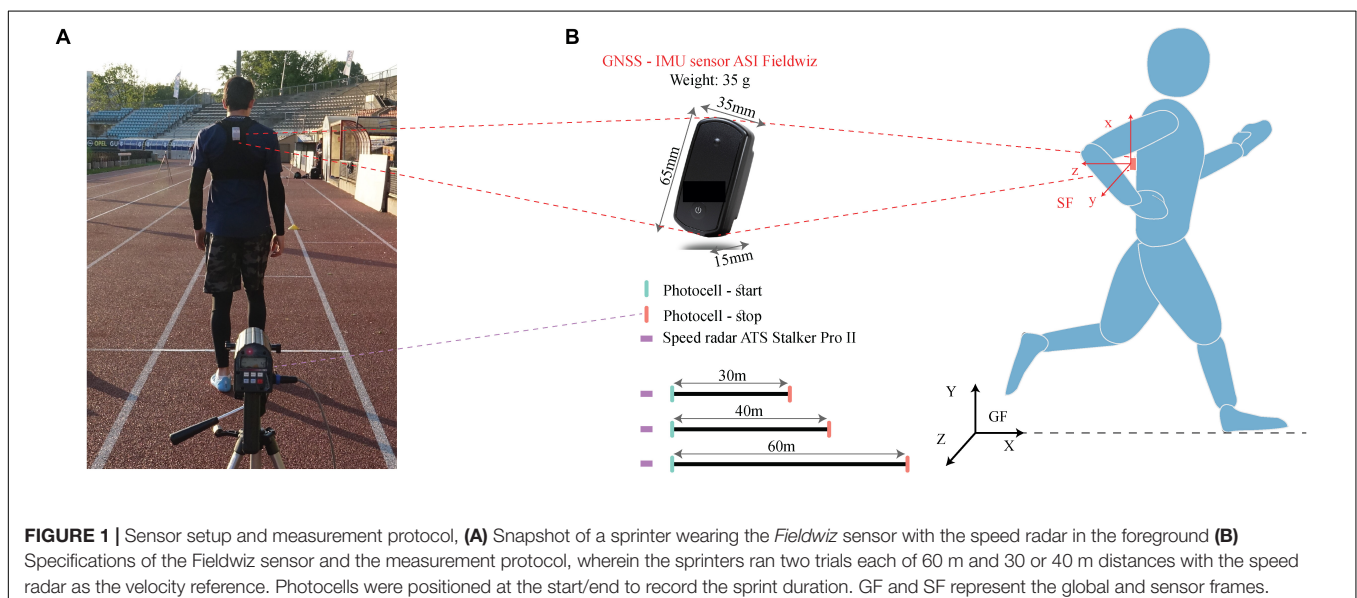 A
B
GNSS - IMU sensor ASI Fieldwiz
Weight: 35 g
35mm
65mm
15mm
x
z
y
SF
Photocell - start
Photocell - stop
Speed radar ATS Stalker Pro II
30m
40m
60m
Y
GF
Z
X
FIGURE 1 | Sensor setup and measurement protocol, (A) Snapshot of a sprinter wearing the Fieldwiz sensor with the speed radar in the foreground (B)
Specifications of the Fieldwiz sensor and the measurement protocol, wherein the sprinters ran two trials each of 60 m and 30 or 40 m distances with the speed
radar as the velocity reference. Photocells were positioned at the start/end to record the sprint duration. GF and SF represent the global and sensor frames.